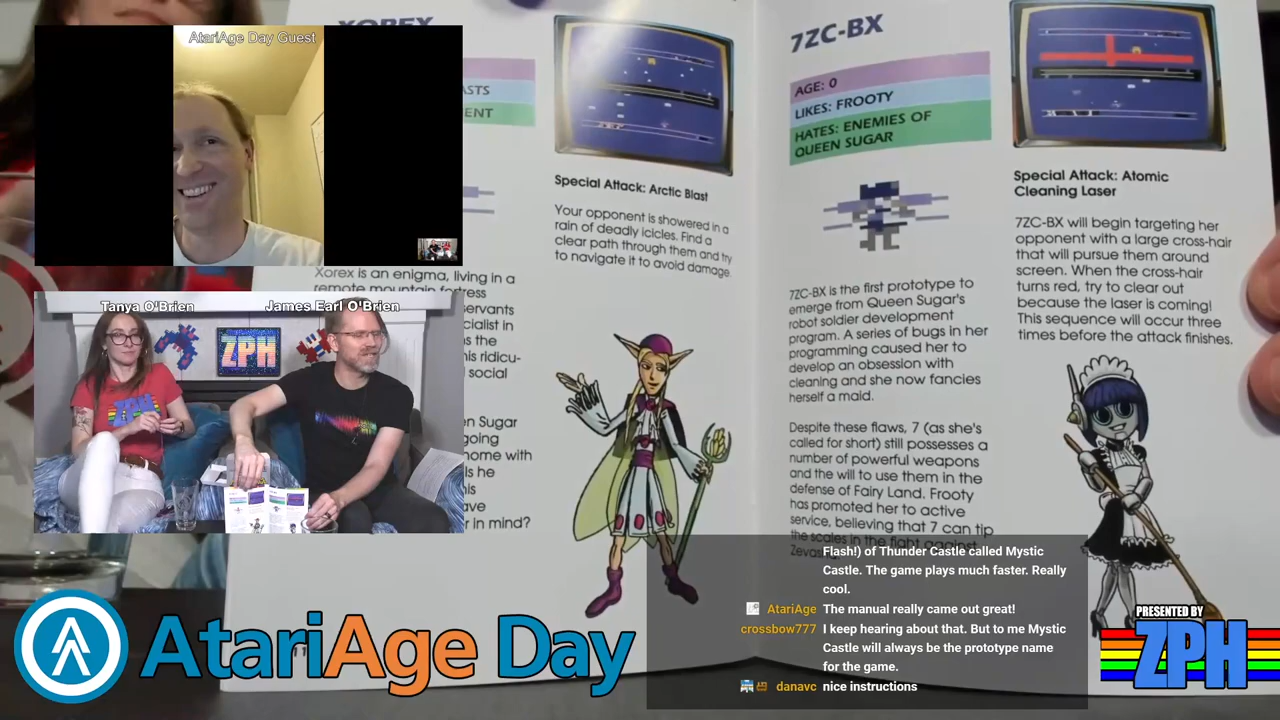 AtariAge Day Guest
Tanya O'Brien
James Earl O'Brien
ZPH
XOREX
ASTS
ENT
Special Attack: Arctic Blast
Your opponent is showered in a
rain of deadly icicles. Find a
clear path through them and try
to navigate it to avoid damage.
Xorex is an enigma, living in a
remote mountain fortress
servants
cialist in
s the
his ridicu-
social
en Sugar
going
home with
ls he
his
ave
r in mind?
7ZC-BX
AGE: 0
LIKES: FROOTY
HATES: ENEMIES OF
QUEEN SUGAR
7ZC-BX is the first prototype to
emerge from Queen Sugar's
robot soldier development
program. A series of bugs in her
programming caused her to
develop an obsession with
cleaning and she now fancies
herself a maid.
Despite these flaws, 7 (as she's
called for short) still possesses a
number of powerful weapons
and the will to use them in the
defense of Fairy Land. Frooty
has promoted her to active
service, believing that 7 can tip
the scales in the fight against
Special Attack: Atomic
Cleaning Laser
7ZC-BX will begin targeting her
opponent with a large cross-hair
that will pursue them around
screen. When the cross-hair
turns red, try to clear out
because the laser is coming!
This sequence will occur three
times before the attack finishes.
Flash!) of Thunder Castle called Mystic
Castle. The game plays much faster. Really
cool.
AtariAge The manual really came out great!
crossbow777 I keep hearing about that. But to me Mystic
Castle will always be the prototype name
for the game.
danavc nice instructions
AtariAge Day
PRESENTED BY
ZPH